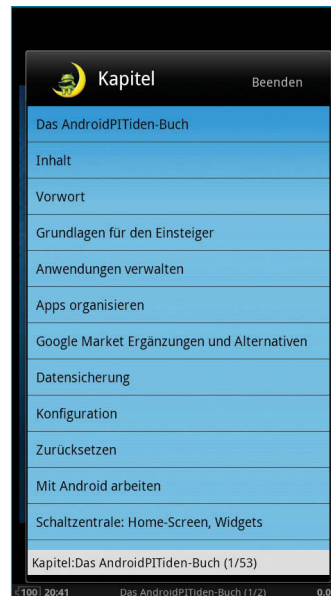 Kapitel
Beenden
Das AndroidPITiden-Buch
Inhalt
Vorwort
Grundlagen für den Einsteiger
Anwendungen verwalten
Apps organisieren
Google Market Ergänzungen und Alternativen
Datensicherung
Konfiguration
Zurücksetzen
Mit Android arbeiten
Schaltzentrale: Home-Screen, Widgets
Kapitel:Das AndroidPITiden-Buch (1/53)
100 20:41 Das AndroidPITiden-Buch (1/2) 0.0